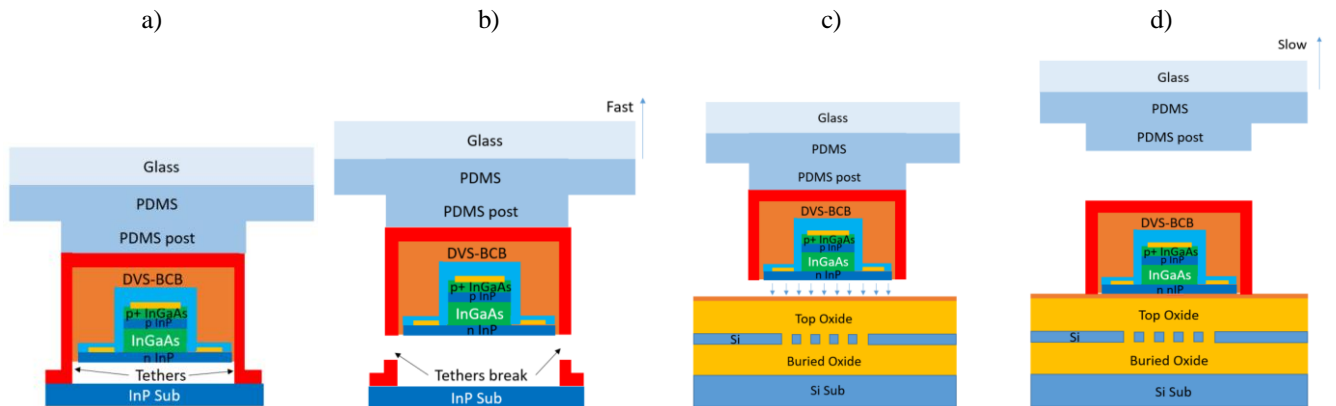 a)
b)
c)
d)
Glass
PDMS
PDMS post
DVS-BCB
p+ InGaAs
p InP
InGaAs
n InP
Tethers
InP Sub
Fast
Glass
PDMS
PDMS post
DVS-BCB
p+ InGaAs
p InP
InGaAs
n InP
Tethers break
InP Sub
Glass
PDMS
PDMS post
DVS-BCB
p+ InGaAs
p InP
InGaAs
n InP
Top Oxide
Si
Buried Oxide
Si Sub
Slow
Glass
PDMS
PDMS post
DVS-BCB
p+ InGaAs
p InP
InGaAs
n nIP
Top Oxide
Si
Buried Oxide
Si Sub